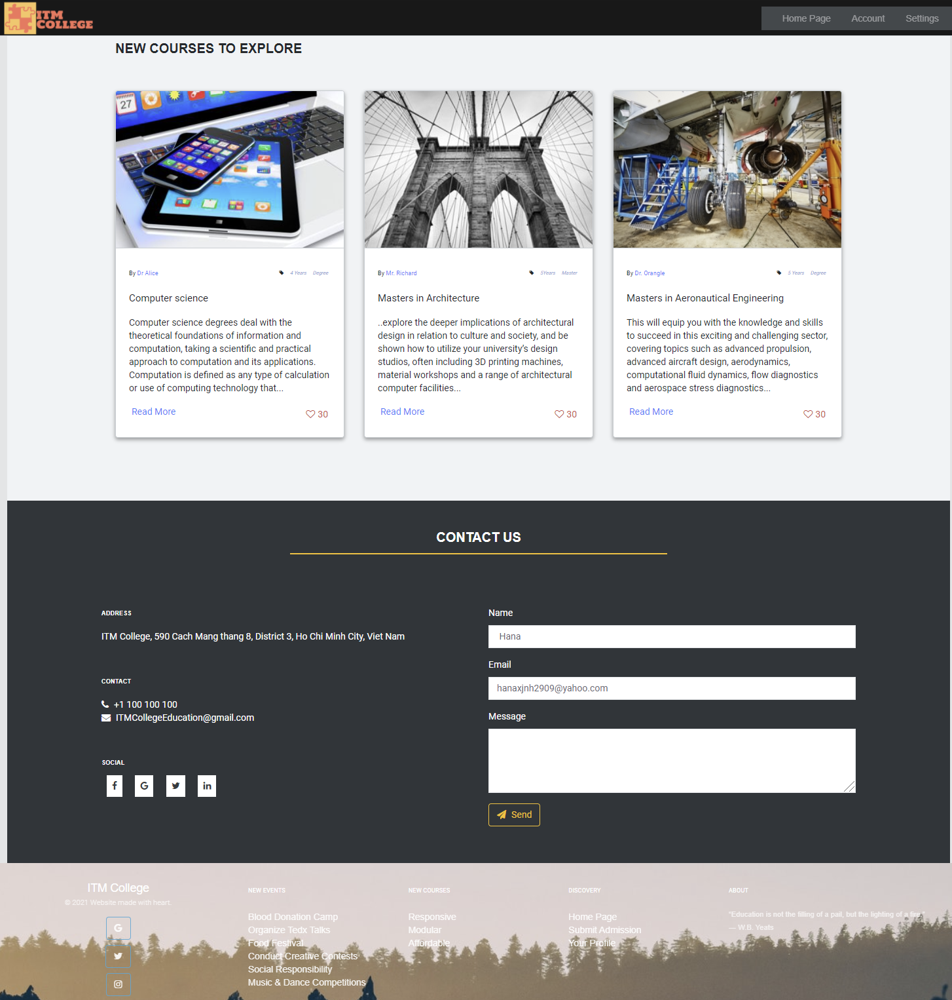 ITM
COLLEGE
Home Page Account Settings
NEW COURSES TO EXPLORE
27
By Dr Alice 4 Years Degree
Computer science
Computer science degrees deal with the
theoretical foundations of information and
computation, taking a scientific and practical
approach to computation and its applications.
Computation is defined as any type of calculation
or use of computing technology that...
Read More 30
By Mr. Richard 5Years Master
Masters in Architecture
..explore the deeper implications of architectural
design in relation to culture and society, and be
shown how to utilize your university's design
studios, often including 3D printing machines,
material workshops and a range of architectural
computer facilities...
Read More 30
By Dr. Orangle 5 Years Degree
Masters in Aeronautical Engineering
This will equip you with the knowledge and skills
to succeed in this exciting and challenging sector,
covering topics such as advanced propulsion,
advanced aircraft design, aerodynamics,
computational fluid dynamics, flow diagnostics
and aerospace stress diagnostics...
Read More 30
CONTACT US
ADDRESS
ITM College, 590 Cach Mang thang 8, District 3, Ho Chi Minh City, Viet Nam
CONTACT
+1 100 100 100
ITMCollegeEducation@gmail.com
SOCIAL
Name
Hana
Email
hanaxjnh2909@yahoo.com
Message
Send
ITM College
© 2021 Website made with heart.
NEW EVENTS
Blood Donation Camp
Organize Tedx Talks
Food Festival
Conduct Creative Contests
Social Responsibility
Music & Dance Competitions
NEW COURSES
Responsive
Modular
Affordable
DISCOVERY
Home Page
Submit Admission
Your Profile
ABOUT
"Education is not the filling of a pail, but the lighting of a fire."
— W.B. Yeats